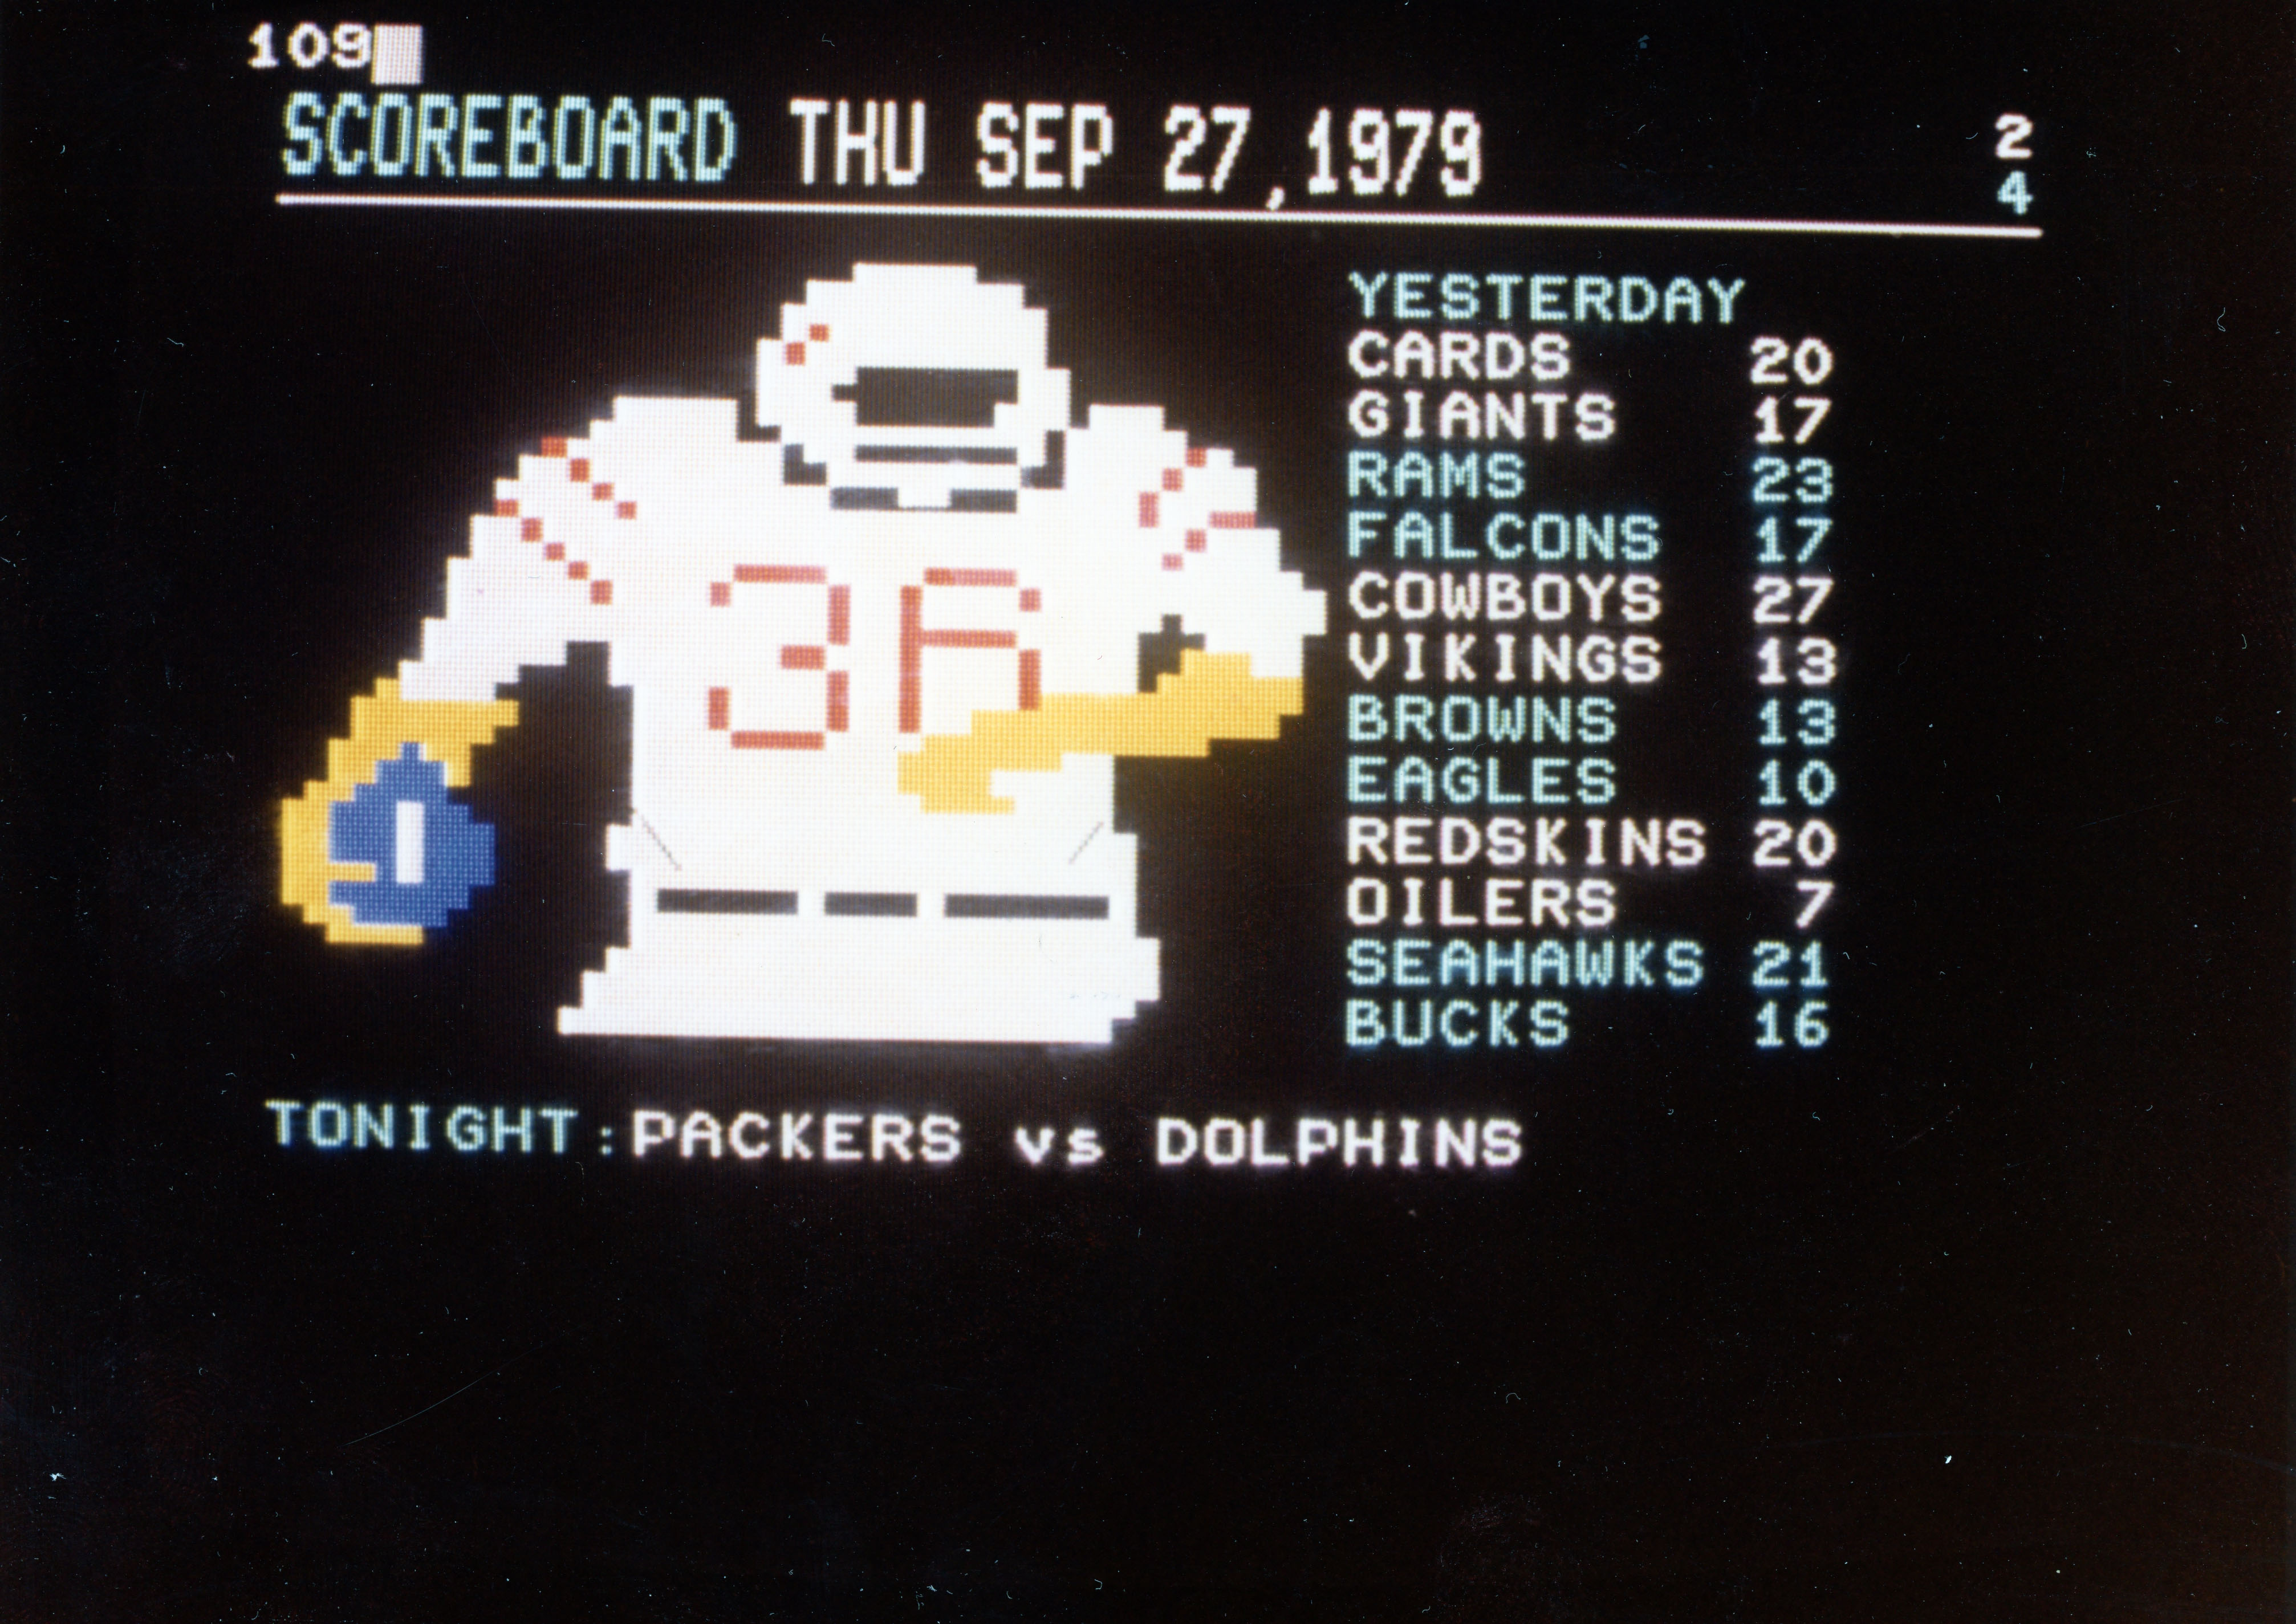 109
SCOREBOARD THU SEP 27,1979 2
4
YESTERDAY
CARDS 20
GIANTS 17
RAMS 23
FALCONS 17
COWBOYS 27
VIKINGS 13
BROWNS 13
EAGLES 10
REDSKINS 20
OILERS 7
SEAHAWKS 21
BUCKS 16
36
TONIGHT:PACKERS vs DOLPHINS